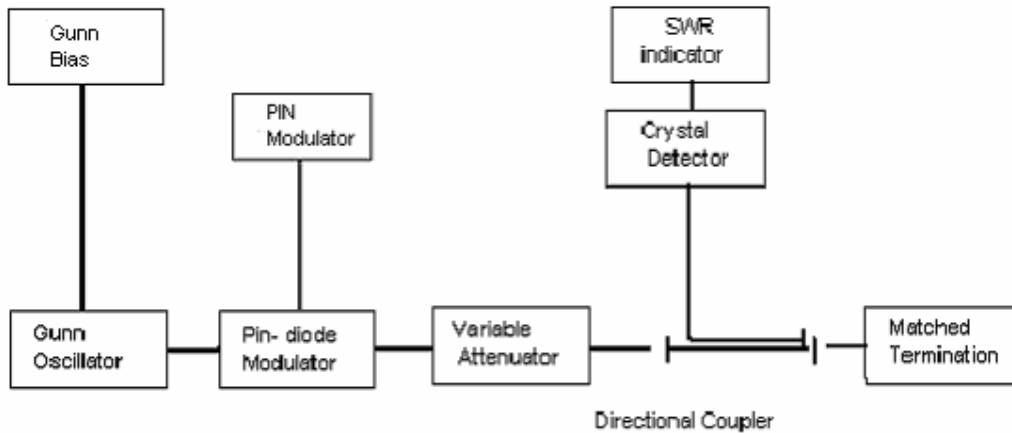 Gunn
Bias
SWR
indicator
PIN
Modulator
Crystal
Detector
Gunn
Oscillator
Pin- diode
Modulator
Variable
Attenuator
Matched
Termination
Directional Coupler